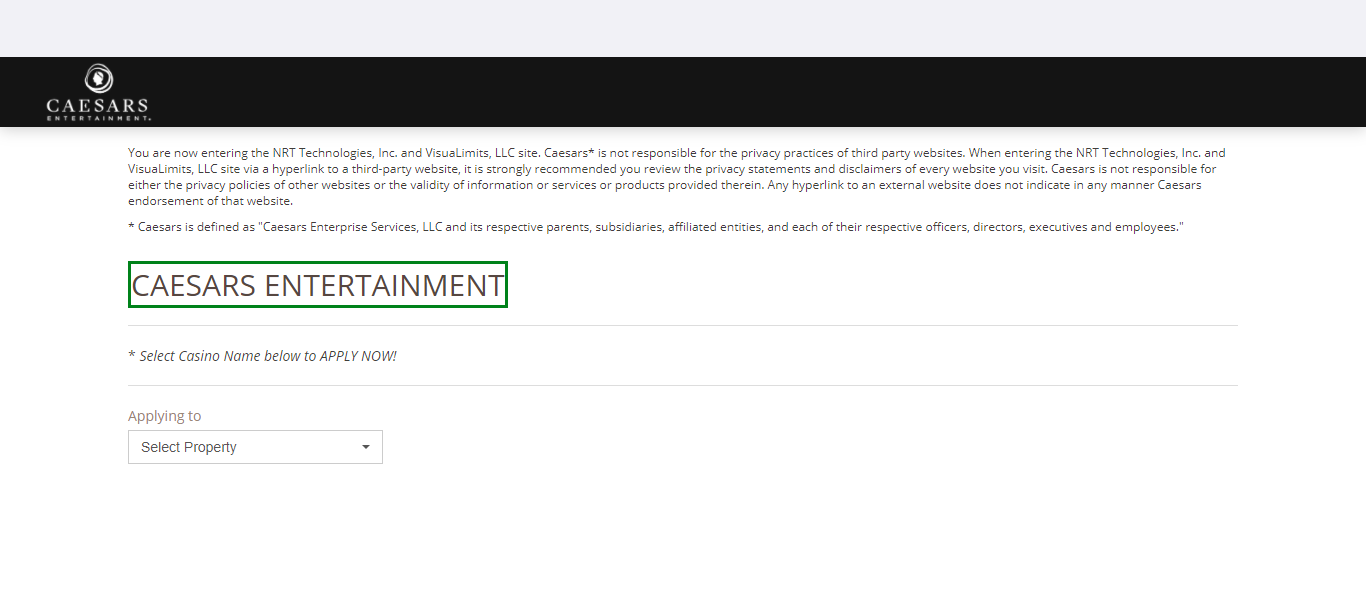 CAESARS
ENTERTAINMENT.
You are now entering the NRT Technologies, Inc. and VisuaLimits, LLC site. Caesars* is not responsible for the privacy practices of third party websites. When entering the NRT Technologies, Inc. and
VisuaLimits, LLC site via a hyperlink to a third-party website, it is strongly recommended you review the privacy statements and disclaimers of every website you visit. Caesars is not responsible for
either the privacy policies of other websites or the validity of information or services or products provided therein. Any hyperlink to an external website does not indicate in any manner Caesars
endorsement of that website.
* Caesars is defined as "Caesars Enterprise Services, LLC and its respective parents, subsidiaries, affiliated entities, and each of their respective officers, directors, executives and employees."
CAESARS ENTERTAINMENT
* Select Casino Name below to APPLY NOW!
Applying to
Select Property